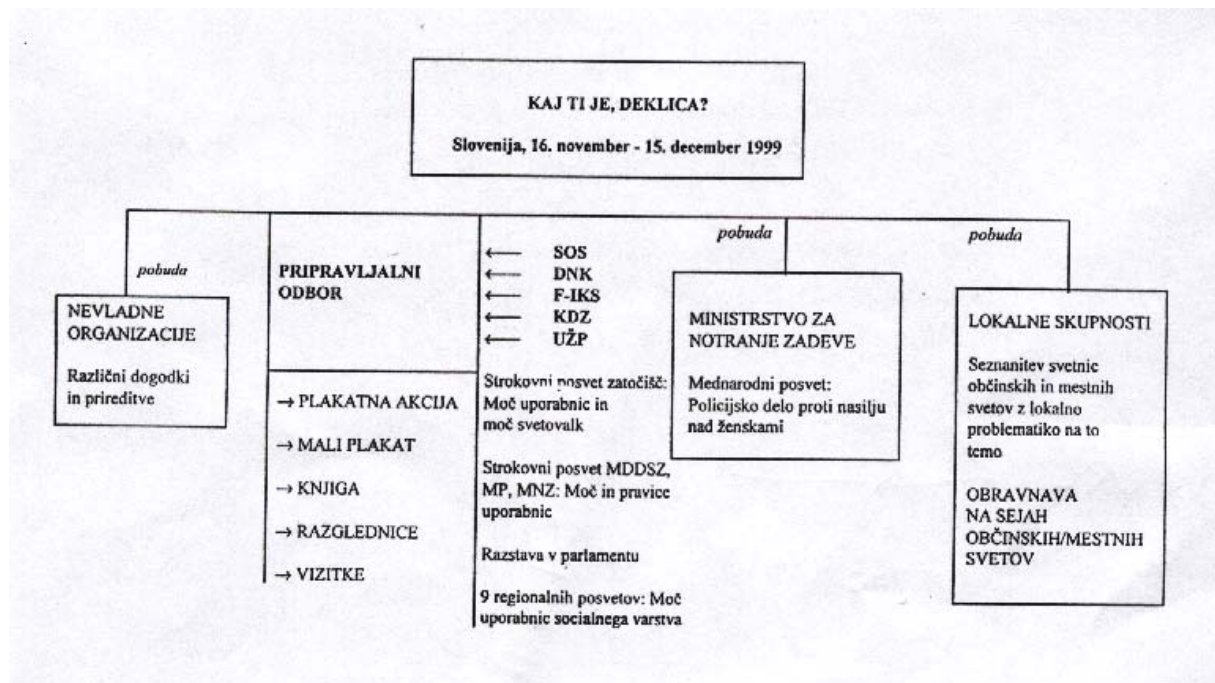 KAJ TI JE, DEKLICA?
Slovenija, 16. november - 15. december 1999
pobuda
NEVLADNE
ORGANIZACIJE
Različni dogodki
in prireditve
PRIPRAVLJALNI
ODBOR
→ PLAKATNA AKCIJA
→ MALI PLAKAT
→ KNJIGA
→ RAZGLEDNICE
→ VIZITKE
← SOS
← DNK
← F-IKS
← KDZ
← UŽP
Strokovni posvet zatočišč:
Moč uporabnic in
moč svetovalk
Strokovni posvet MDDSZ,
MP, MNZ: Moč in pravice
uporabnic
Razstava v parlamentu
9 regionalnih posvetov: Moč
uporabnic socialnega varstva
pobuda
MINISTRSTVO ZA
NOTRANJE ZADEVE
Mednarodni posvet:
Policijsko delo proti nasilju
nad ženskami
pobuda
LOKALNE SKUPNOSTI
Seznanitev svetnic
občinskih in mestnih
svetov z lokalno
problematiko na to
temo
OBRAVNAVA
NA SEJAH
OBČINSKIH/MESTNIH
SVETOV